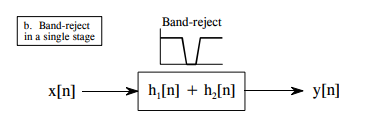 b. Band-reject
in a single stage
Band-reject
x[n]
h₁[n] + h₂[n]
y[n]